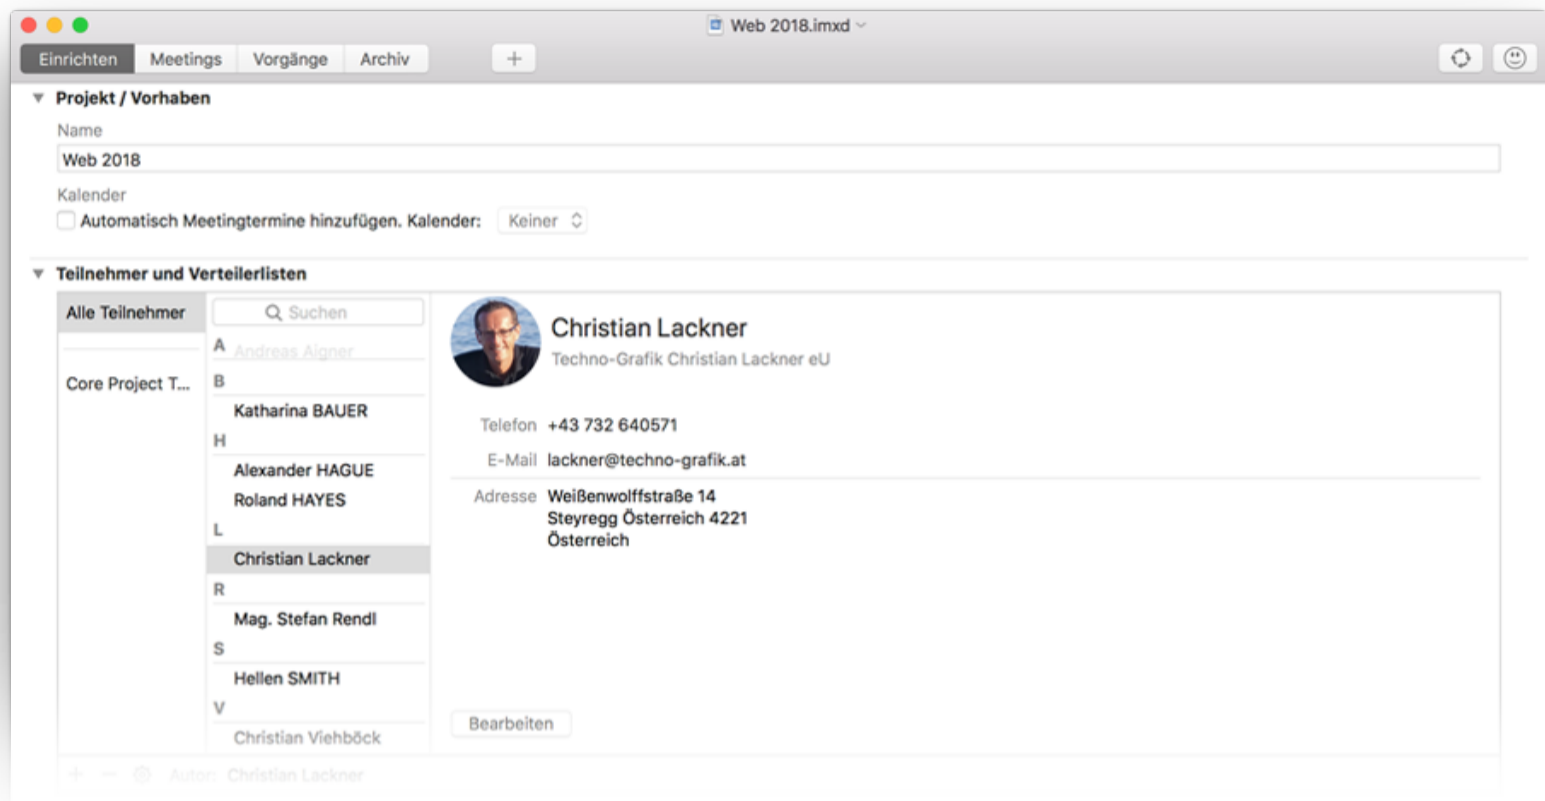 Web 2018.imxd
Einrichten Meetings Vorgänge Archiv
Projekt / Vorhaben
Name
Web 2018
Kalender
Automatisch Meetingtermine hinzufügen. Kalender: Keiner
Teilnehmer und Verteilerlisten
Alle Teilnehmer
Core Project T...
Suchen
A
Andreas Aigner
B
Katharina BAUER
H
Alexander HAGUE
Roland HAYES
L
Christian Lackner
R
Mag. Stefan Rendl
S
Hellen SMITH
V
Christian Viehböck
Christian Lackner
Techno-Grafik Christian Lackner eU
Telefon +43 732 640571
E-Mail lackner@techno-grafik.at
Adresse Weißenwolffstraße 14
Steyregg Österreich 4221
Österreich
Bearbeiten
Autor: Christian Lackner